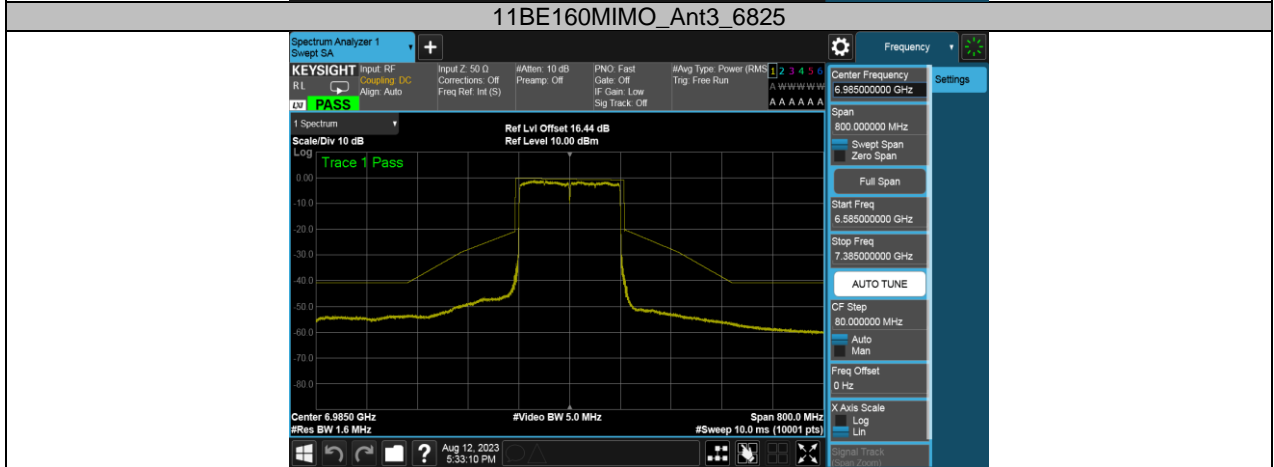 11BE160MIMO_Ant3_6825
Spectrum Analyzer 1
Swept SA
+
Frequency
KEYSIGHT
RL
LXI PASS
Input: RF
Coupling: DC
Align: Auto
Input Z: 50 Ω
Corrections: Off
Freq Ref: Int (S)
#Atten: 10 dB
Preamp: Off
PNO: Fast
Gate: Off
IF Gain: Low
Sig Track: Off
#Avg Type: Power (RMS
Trig: Free Run
1 2 3 4 5 6
A W W W W W
A A A A A A
Center Frequency
6.985000000 GHz
Settings
Span
800.000000 MHz
Swept Span
Zero Span
Full Span
Start Freq
6.585000000 GHz
Stop Freq
7.385000000 GHz
AUTO TUNE
CF Step
80.000000 MHz
Auto
Man
Freq Offset
0 Hz
X Axis Scale
Log
Lin
Signal Track
(Span Zoom)
1 Spectrum
Scale/Div 10 dB
Ref Lvl Offset 16.44 dB
Ref Level 10.00 dBm
Log
Trace 1 Pass
0.00
-10.0
-20.0
-30.0
-40.0
-50.0
-60.0
-70.0
-80.0
Center 6.9850 GHz
#Res BW 1.6 MHz
#Video BW 5.0 MHz
Span 800.0 MHz
#Sweep 10.0 ms (10001 pts)
?
Aug 12, 2023
5:33:10 PM